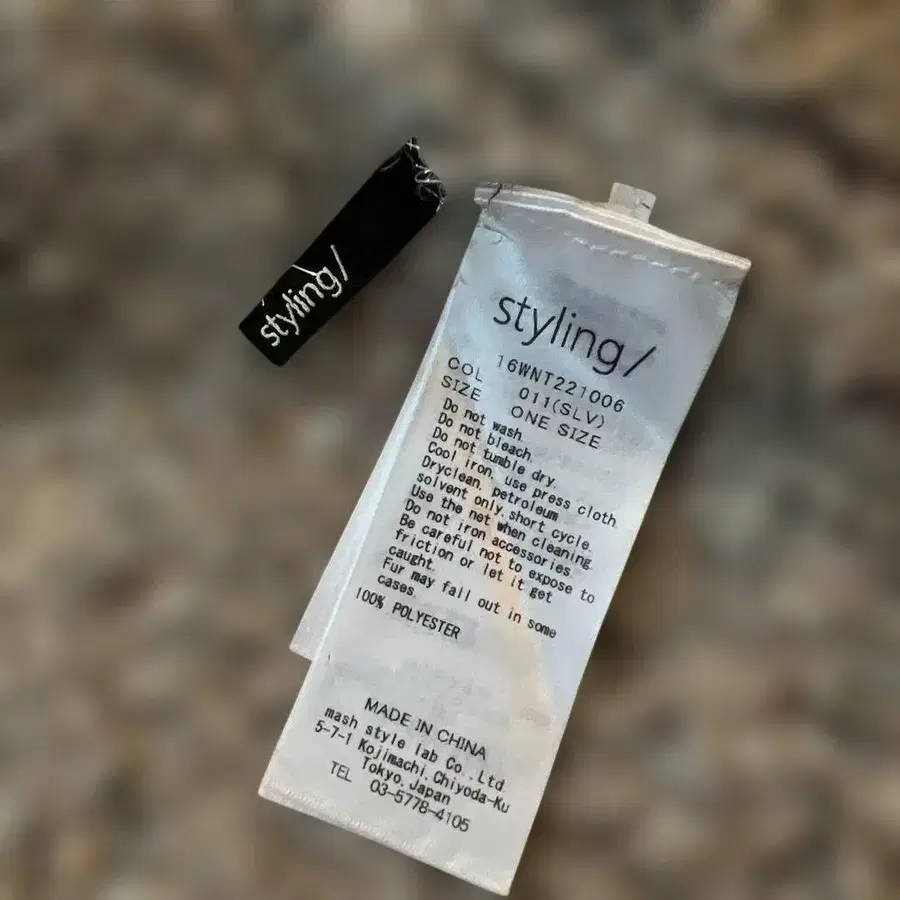 styling/
styling/
16WNT221006
COL 011(SLV)
SIZE ONE SIZE
Do not wash.
Do not bleach.
Do not tumble dry.
Cool iron, use press cloth.
Dryclean, petroleum
solvent only.short cycle.
Use the net when cleaning.
Do not iron accessories.
Be careful not to expose to
friction or let it get
caught.
Fur may fall out in some
cases.
100% POLYESTER
MADE IN CHINA
mash style lab Co.,Ltd.
5-7-1 Kojimachi,Chiyoda-Ku
Tokyo,Japan
TEL 03-5778-4105